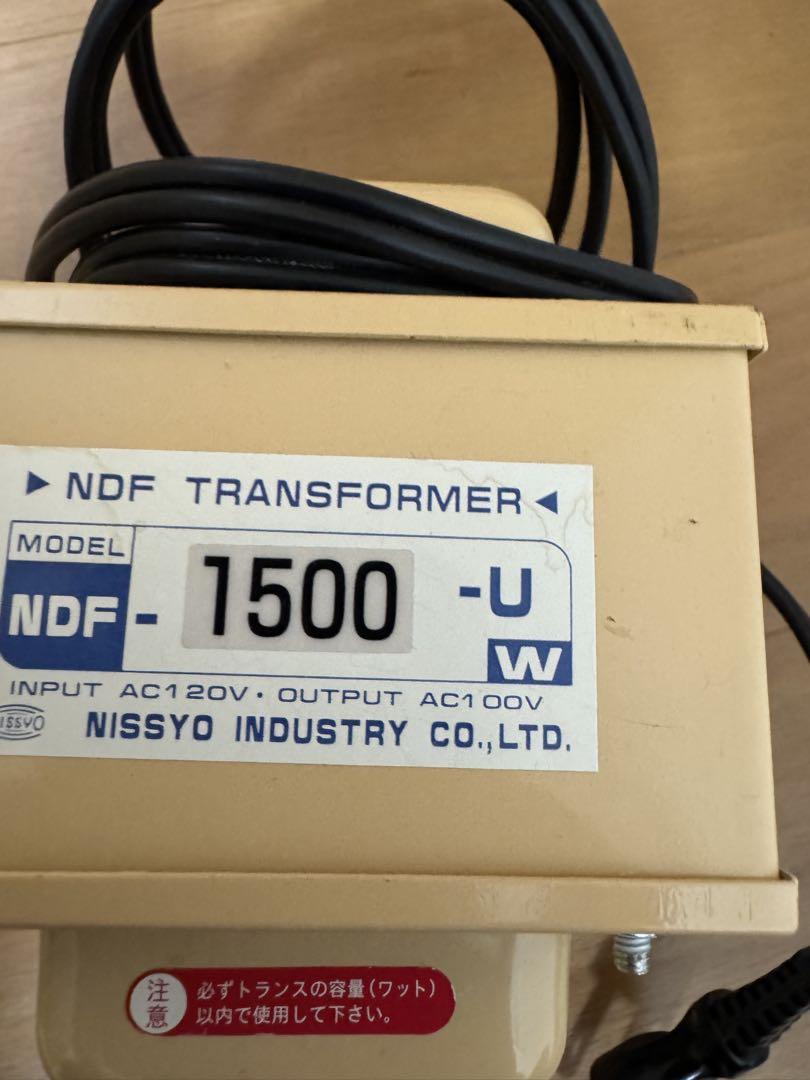 ▶ NDF TRANSFORMER ◀
MODEL
NDF- 1500 -U
W
INPUT AC120V・OUTPUT AC100V
NISSYO NISSYO INDUSTRY CO.,LTD.
注意
必ずトランスの容量(ワット)
以内で使用して下さい。